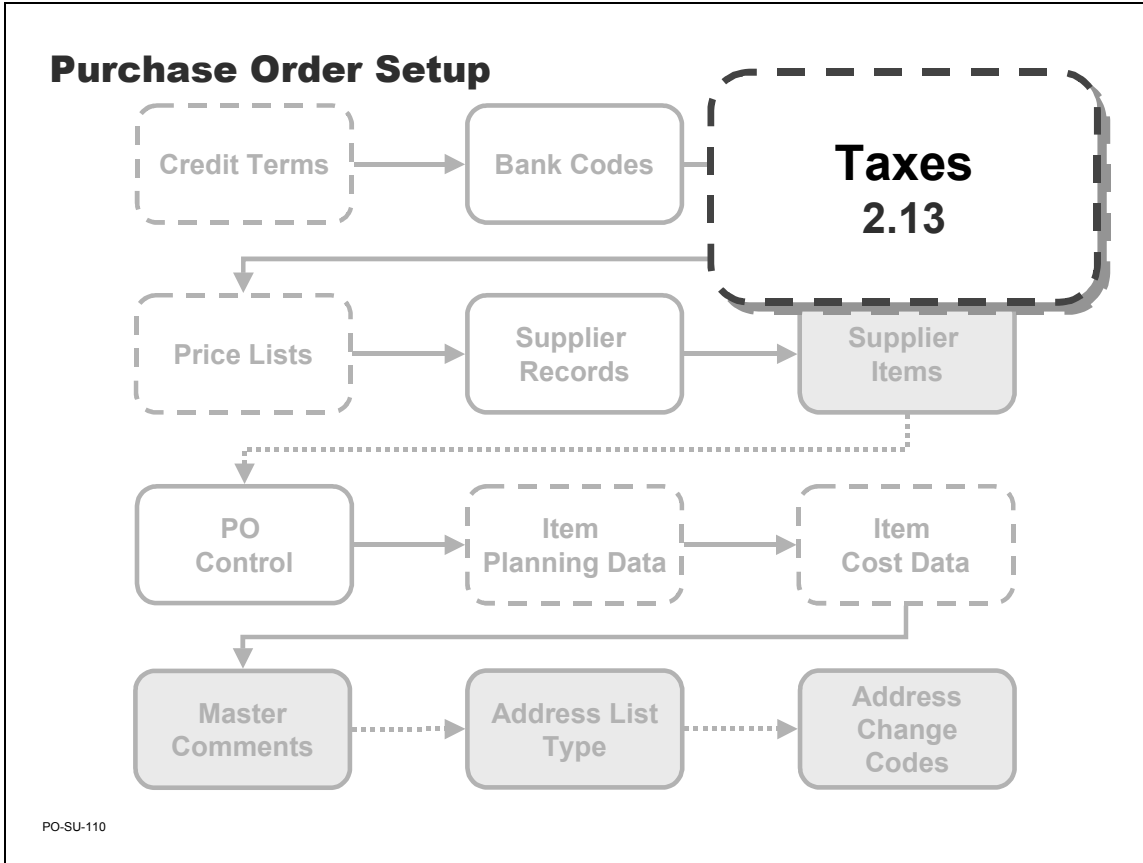 Purchase Order Setup
Credit Terms
Bank Codes
Taxes
2.13
Price Lists
Supplier
Records
Supplier
Items
PO
Control
Item
Planning Data
Item
Cost Data
Master
Comments
Address List
Type
Address
Change
Codes
PO-SU-110